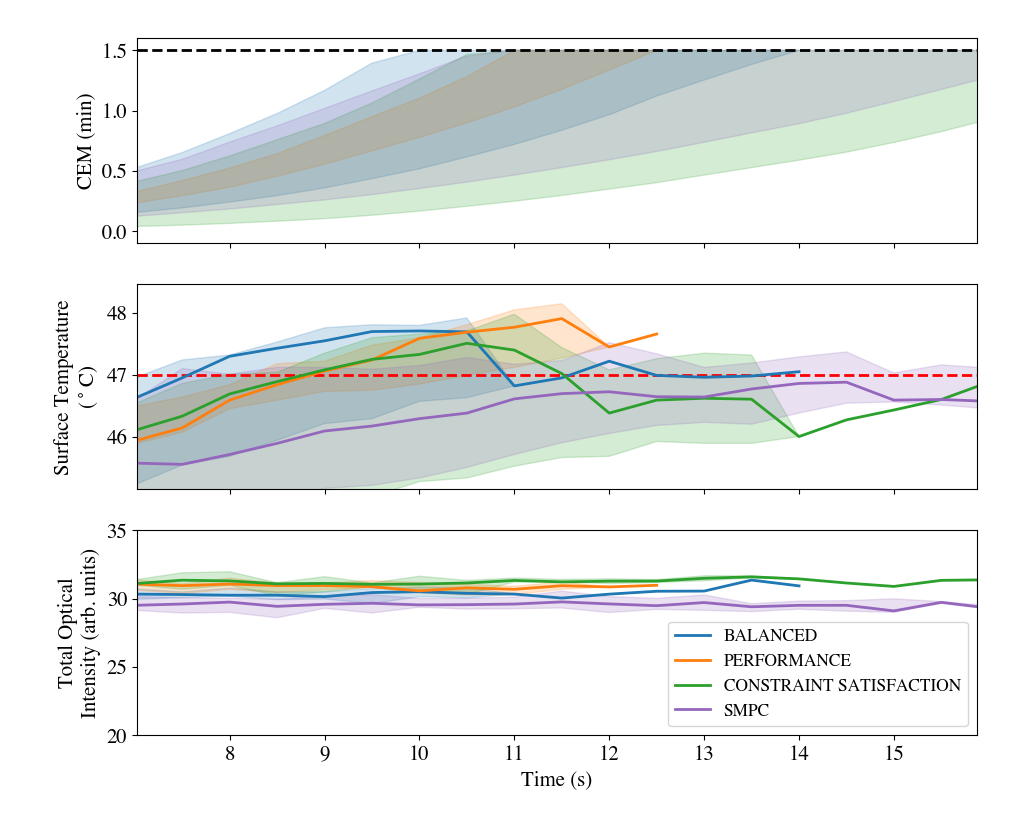 1.5
1.0
0.5
0.0
CEM (min)
48
47
46
Surface Temperature
(°C)
35
30
25
20
Total Optical
Intensity (arb. units)
BALANCED
PERFORMANCE
CONSTRAINT SATISFACTION
SMPC
8 9 10 11 12 13 14 15
Time (s)